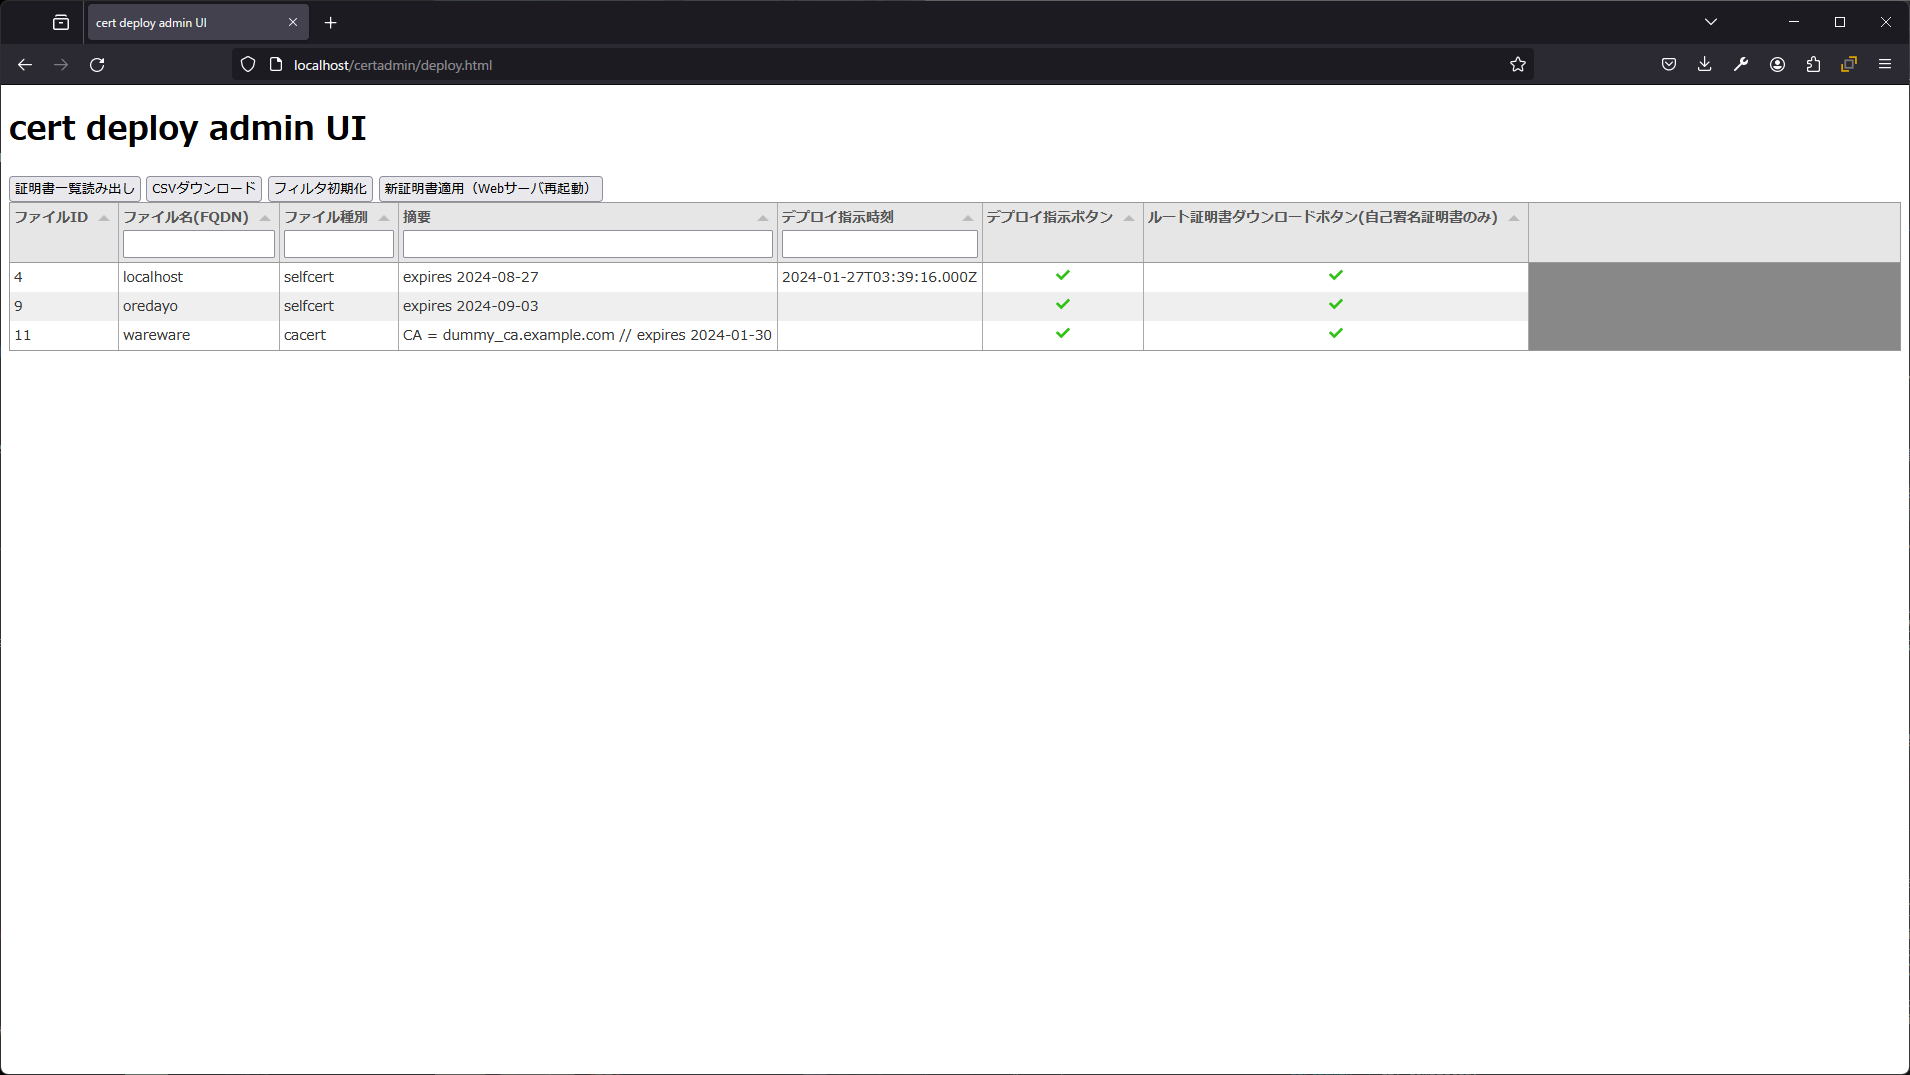 cert deploy admin UI
localhost/certadmin/deploy.html
cert deploy admin UI
証明書一覧読み出し CSVダウンロード フィルタ初期化 新証明書適用（Webサーバ再起動）
ファイルID ファイル名(FQDN) ファイル種別 摘要 デプロイ指示時刻 デプロイ指示ボタン ルート証明書ダウンロードボタン(自己署名証明書のみ)
4 localhost selfcert expires 2024-08-27 2024-01-27T03:39:16.000Z
9 oredayo selfcert expires 2024-09-03
11 wareware cacert CA = dummy_ca.example.com // expires 2024-01-30